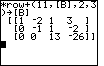 *row+(11,[B],2,3
)→[B]
[[1 -2 1  3   ]
 [0 -1 1  -2  ]
 [0 0  13 -26]]